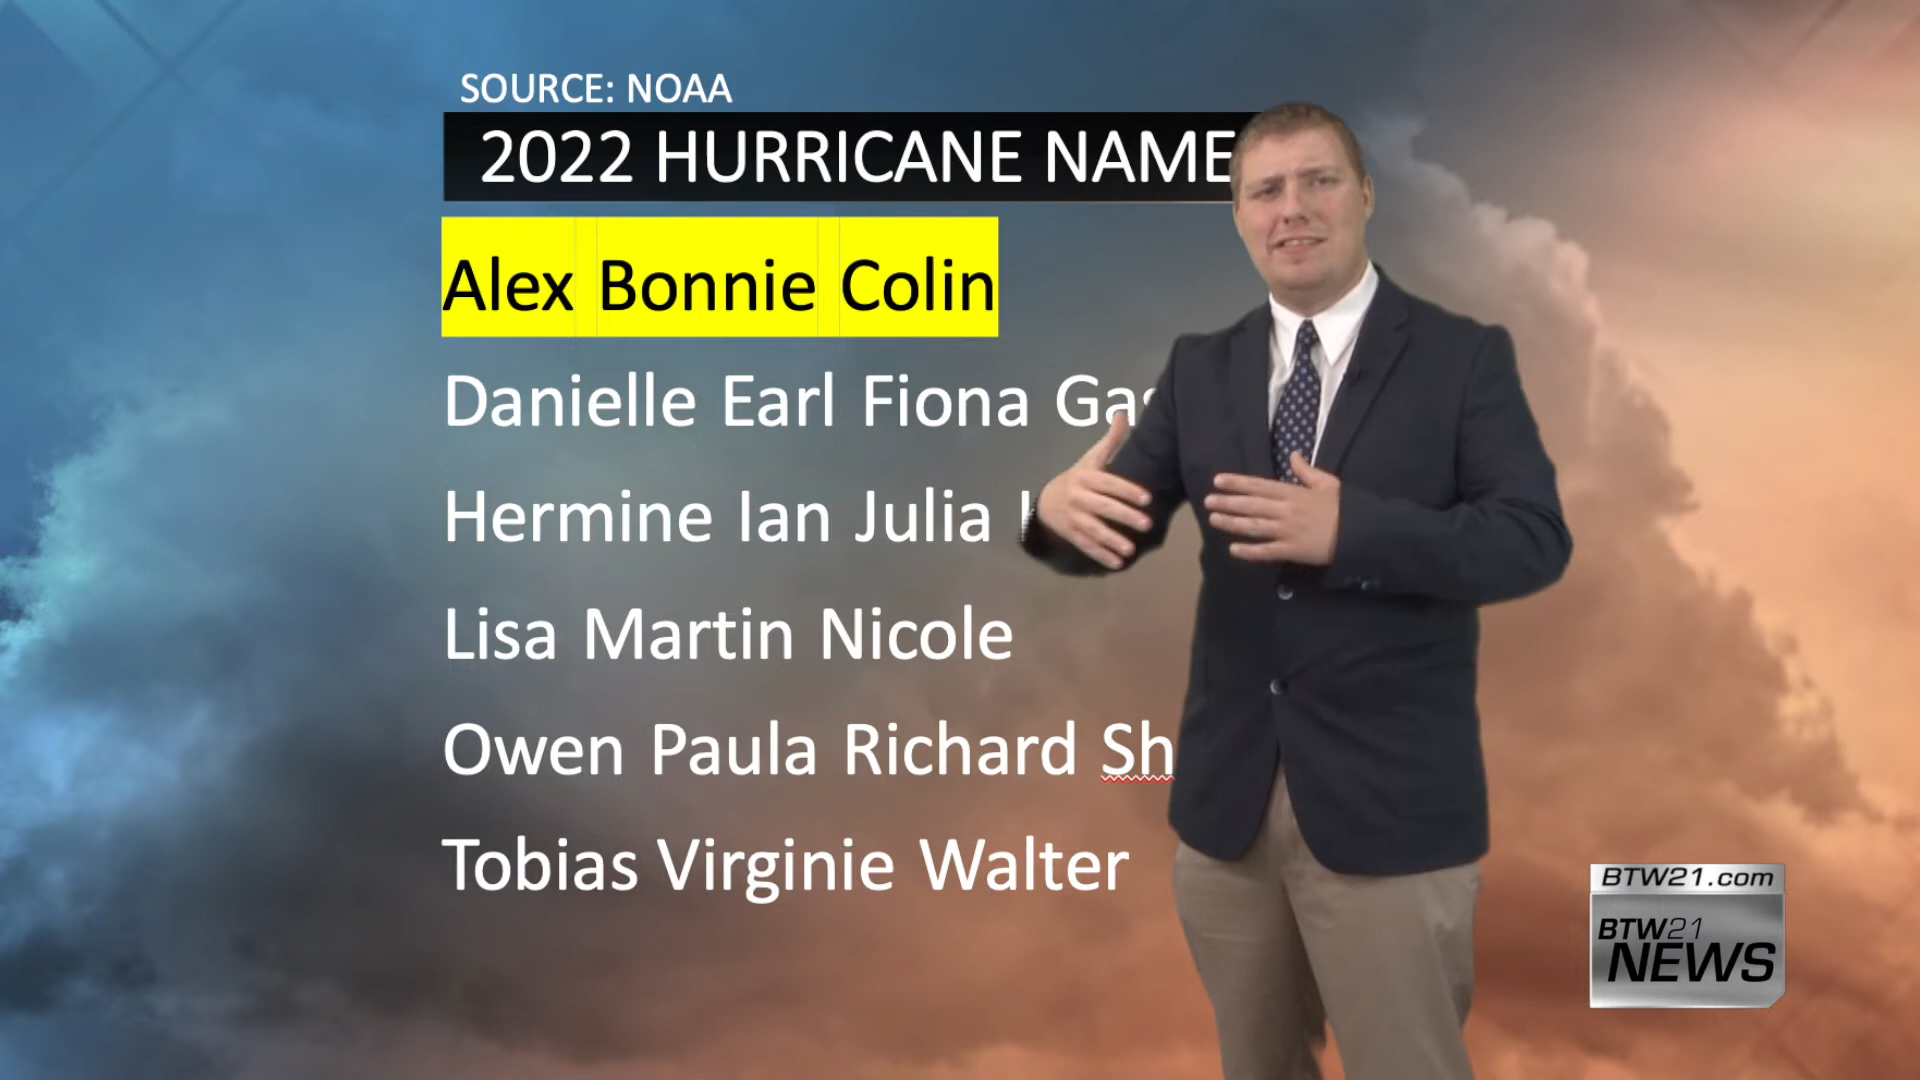 SOURCE: NOAA
2022 HURRICANE NAME
Alex Bonnie Colin
Danielle Earl Fiona
Hermine Ian Julia
Lisa Martin Nicole
Owen Paula Richard Sh
Tobias Virginie Walter
BTW21.com
BTW21
NEWS